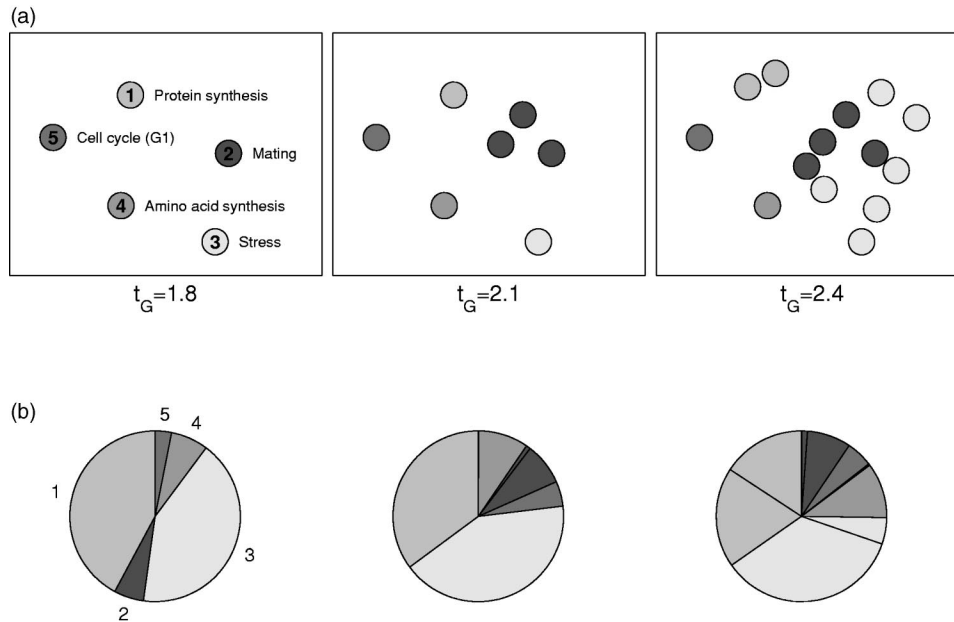 (a)
1 Protein synthesis
5 Cell cycle (G1)
2 Mating
4 Amino acid synthesis
3 Stress
t_G=1.8
t_G=2.1
t_G=2.4
(b)
5
4
1
3
2